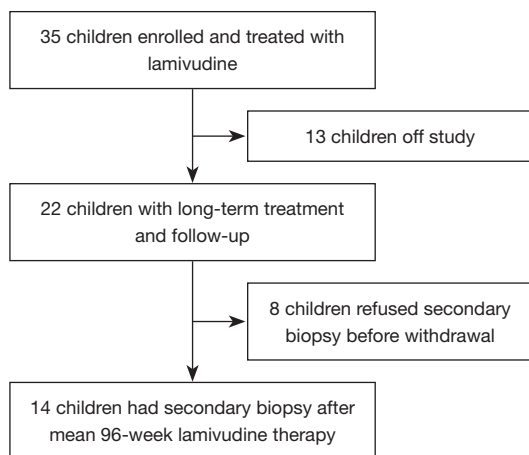 35 children enrolled and treated with
lamivudine
13 children off study
22 children with long-term treatment
and follow-up
8 children refused secondary
biopsy before withdrawal
14 children had secondary biopsy after
mean 96-week lamivudine therapy